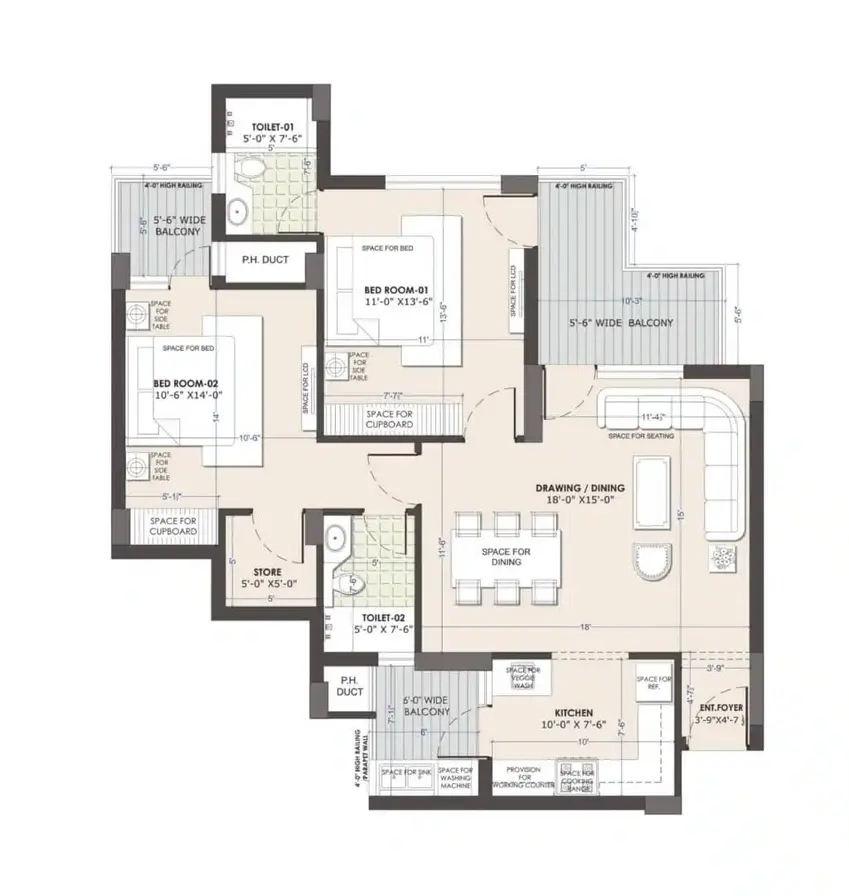 TOILET-01
5'-0" X 7'-6"
5'
7'-6"
5'-6"
4'-0" HIGH RAILING
5'-6" WIDE
BALCONY
5'-6"
P.H. DUCT
5'
4'-0" HIGH RAILING
4'-10½"
4'-0" HIGH RAILING
10'-3"
5'-6" WIDE BALCONY
5'-6"
SPACE FOR BED
BED ROOM-01
11'-0" X13'-6"
13'-6"
11'
SPACE FOR LCD
SPACE
FOR
SIDE
TABLE
7'-7½"
SPACE FOR
CUPBOARD
SPACE
FOR
SIDE
TABLE
SPACE FOR BED
BED ROOM-02
10'-6" X14'-0"
14'
10'-6"
SPACE FOR LCD
SPACE
FOR
SIDE
TABLE
5'-1½"
SPACE FOR
CUPBOARD
11'-4½"
SPACE FOR SEATING
DRAWING / DINING
18'-0" X15'-0"
15'
11'-6"
SPACE FOR
DINING
18'
5'
STORE
5'-0" X5'-0"
5'
7'-6"
5'
TOILET-02
5'-0" X 7'-6"
P.H.
DUCT
6'-0" WIDE
BALCONY
7'-1½"
6'
4'-0" HIGH RAILING
/PARAPET WALL
SPACE FOR SINK
SPACE FOR
WASHING
MACHINE
SPACE FOR
VEGGIE
WASH
SPACE FOR
REF.
KITCHEN
10'-0" X 7'-6"
7'-6"
10'
PROVISION
FOR
WORKING COUNTER
SPACE FOR
COOKING
RANGE
3'-9"
4'-7½"
ENT.FOYER
3'-9"X4'-7 }